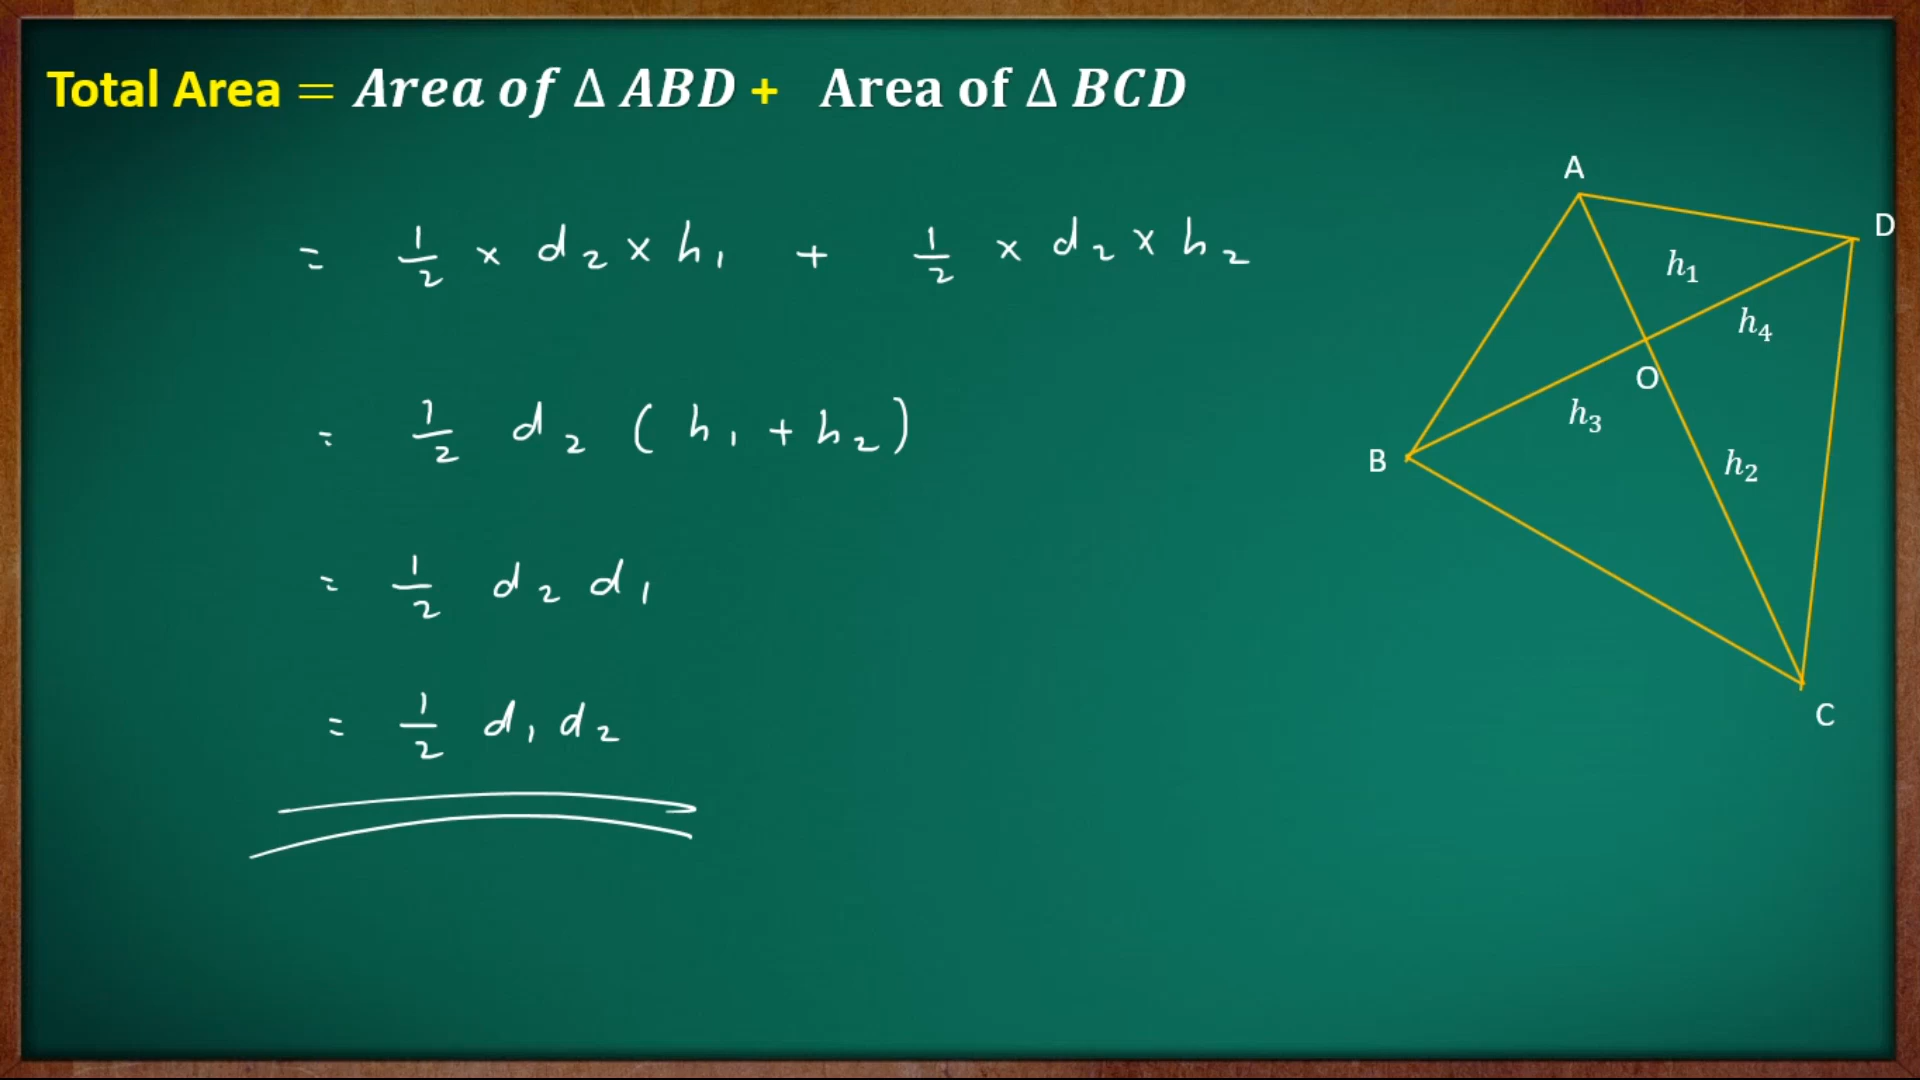 Total Area = Area of Δ ABD + Area of Δ BCD
= 1/2 × d₂ × h₁ + 1/2 × d₂ × h₂
= 1/2 d₂ (h₁ + h₂)
= 1/2 d₂ d₁
= 1/2 d₁ d₂
A
D
h₁
h₄
O
h₃
B
h₂
C